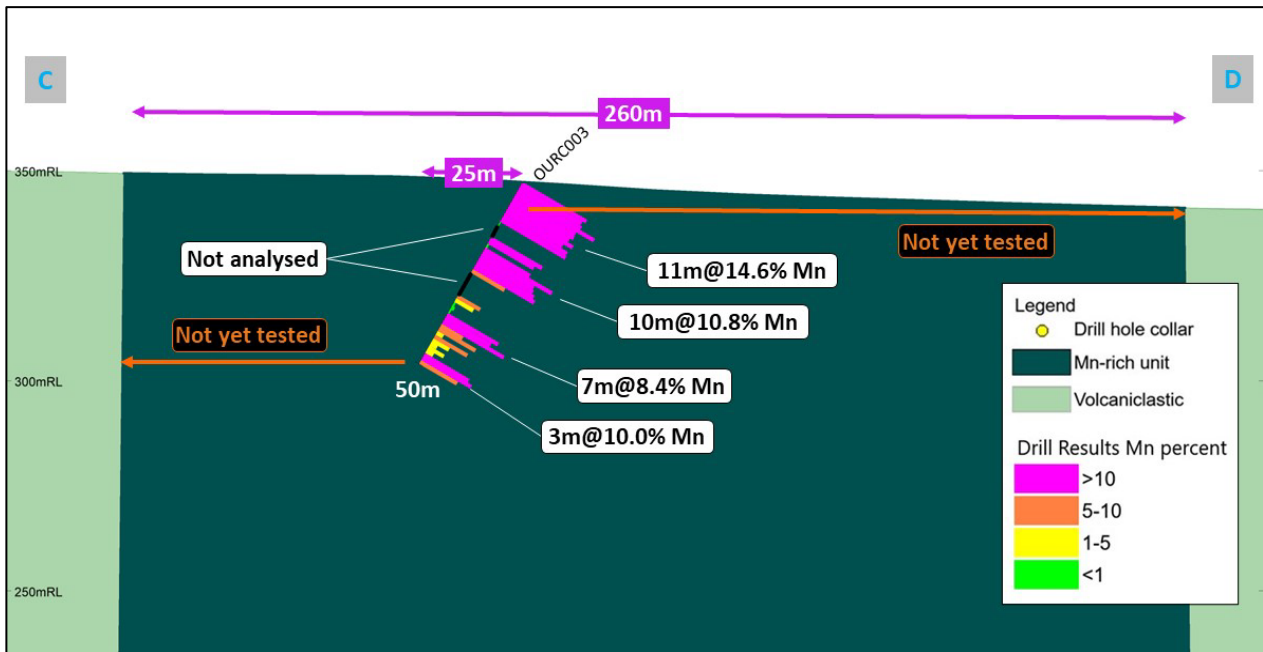 C
D
260m
OURC003
350mRL
25m
Not yet tested
Not analysed
11m@14.6% Mn
10m@10.8% Mn
Not yet tested
300mRL
50m
7m@8.4% Mn
3m@10.0% Mn
250mRL
Legend
Drill hole collar
Mn-rich unit
Volcaniclastic
Drill Results Mn percent
>10
5-10
1-5
<1